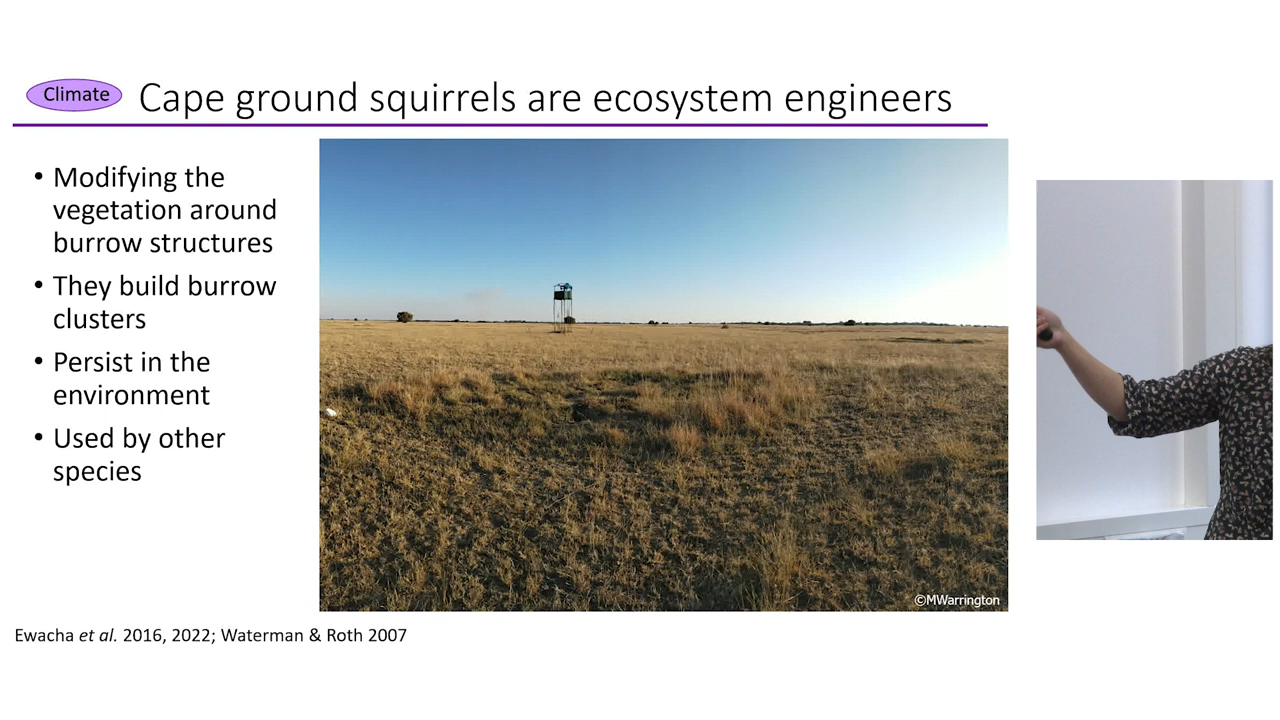 Climate
Cape ground squirrels are ecosystem engineers
• Modifying the
vegetation around
burrow structures
• They build burrow
clusters
• Persist in the
environment
• Used by other
species
©MWarrington
Ewacha et al. 2016, 2022; Waterman & Roth 2007